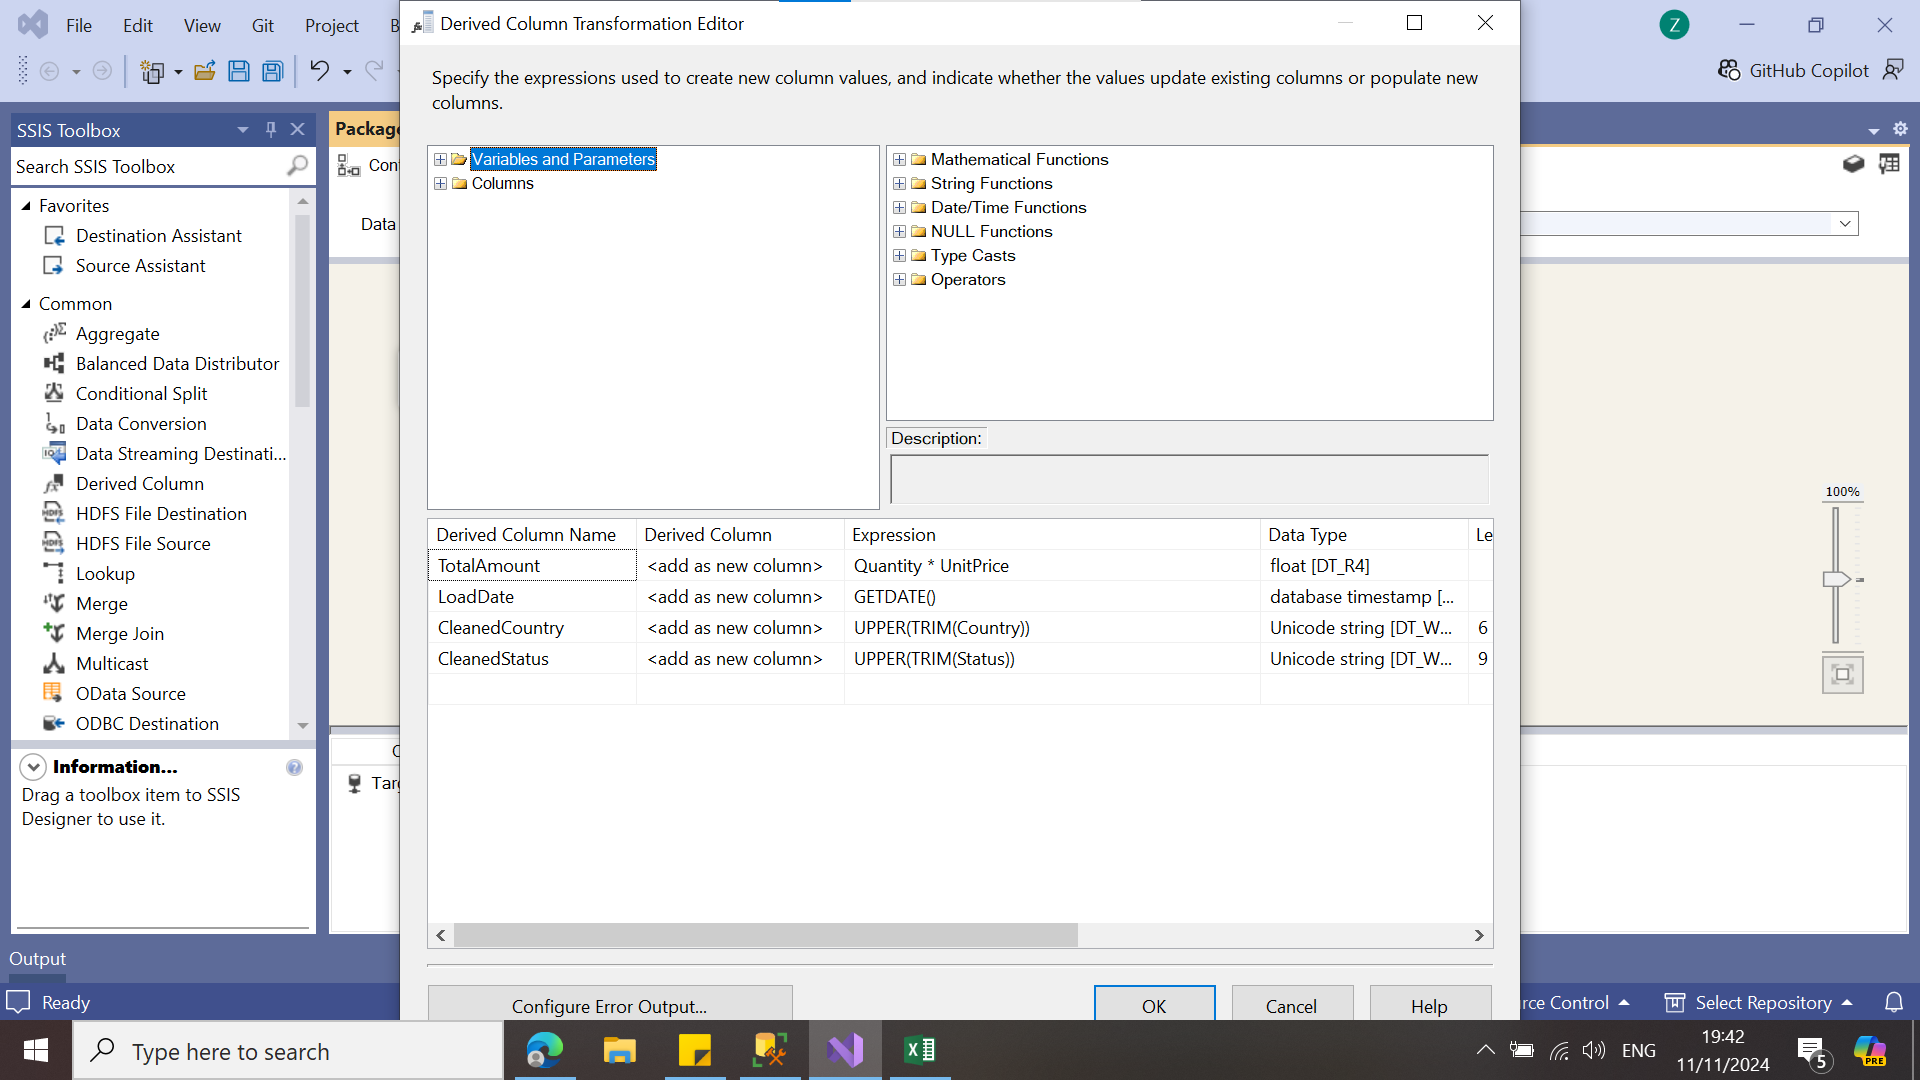 File Edit View Git Project
Z
GitHub Copilot
SSIS Toolbox
Search SSIS Toolbox
Favorites
Destination Assistant
Source Assistant
Common
Aggregate
Balanced Data Distributor
Conditional Split
Data Conversion
Data Streaming Destinati...
Derived Column
HDFS File Destination
HDFS File Source
Lookup
Merge
Merge Join
Multicast
OData Source
ODBC Destination
Information...
Drag a toolbox item to SSIS
Designer to use it.
Output
Ready
Data
Derived Column Transformation Editor
Specify the expressions used to create new column values, and indicate whether the values update existing columns or populate new
columns.
Variables and Parameters
Columns
Mathematical Functions
String Functions
Date/Time Functions
NULL Functions
Type Casts
Operators
Description:
Derived Column Name Derived Column Expression Data Type Le
TotalAmount <add as new column> Quantity * UnitPrice float [DT_R4]
LoadDate <add as new column> GETDATE() database timestamp [...
CleanedCountry <add as new column> UPPER(TRIM(Country)) Unicode string [DT_W... 6
CleanedStatus <add as new column> UPPER(TRIM(Status)) Unicode string [DT_W... 9
Configure Error Output... OK Cancel Help
100%
rce Control Select Repository
Type here to search
ENG
19:42
11/11/2024
5
PRE